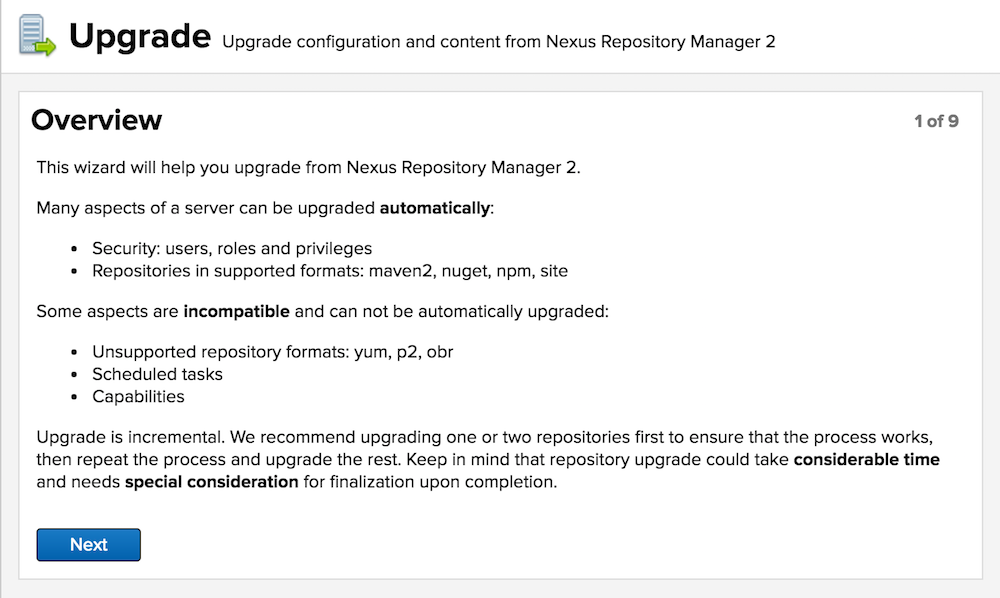 Upgrade Upgrade configuration and content from Nexus Repository Manager 2
Overview
1 of 9
This wizard will help you upgrade from Nexus Repository Manager 2.
Many aspects of a server can be upgraded automatically:
• Security: users, roles and privileges
• Repositories in supported formats: maven2, nuget, npm, site
Some aspects are incompatible and can not be automatically upgraded:
• Unsupported repository formats: yum, p2, obr
• Scheduled tasks
• Capabilities
Upgrade is incremental. We recommend upgrading one or two repositories first to ensure that the process works,
then repeat the process and upgrade the rest. Keep in mind that repository upgrade could take considerable time
and needs special consideration for finalization upon completion.
Next